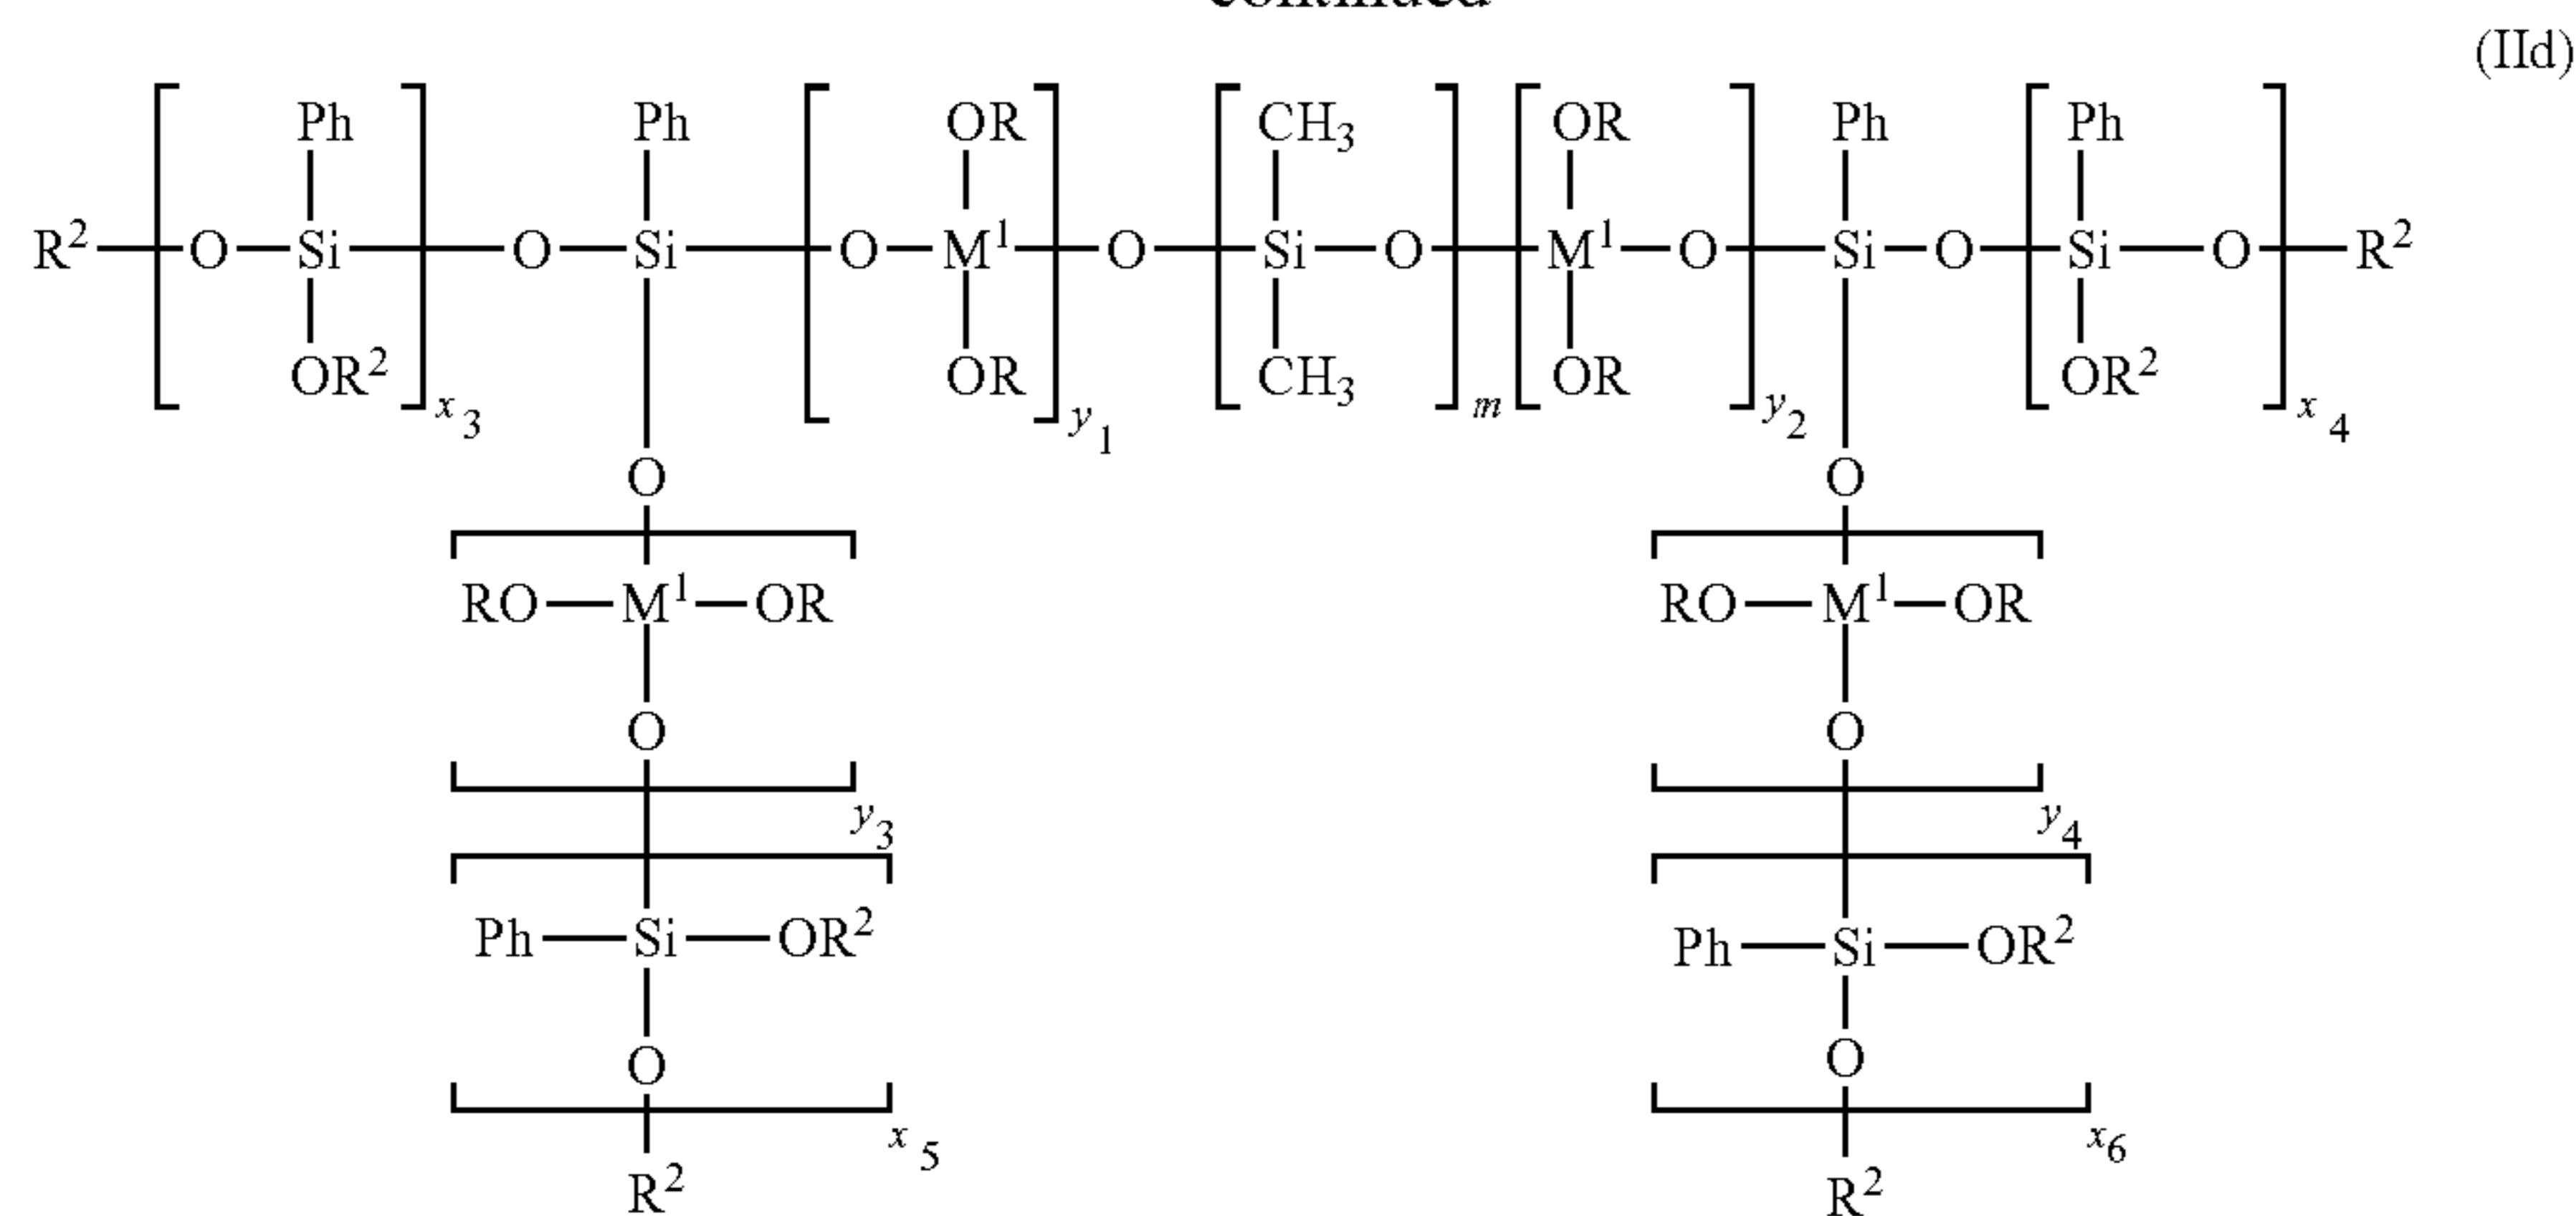 (IId)
Ph Ph OR CH3 OR Ph Ph
R2 O Si O Si O M1 O Si O M1 O Si O Si O R2
OR2 x3 OR y1 CH3 m OR y2 OR2 x4
O O
RO M1 OR RO M1 OR
O O
y3 y4
Ph Si OR2 Ph Si OR2
O O
x5 x6
R2 R2